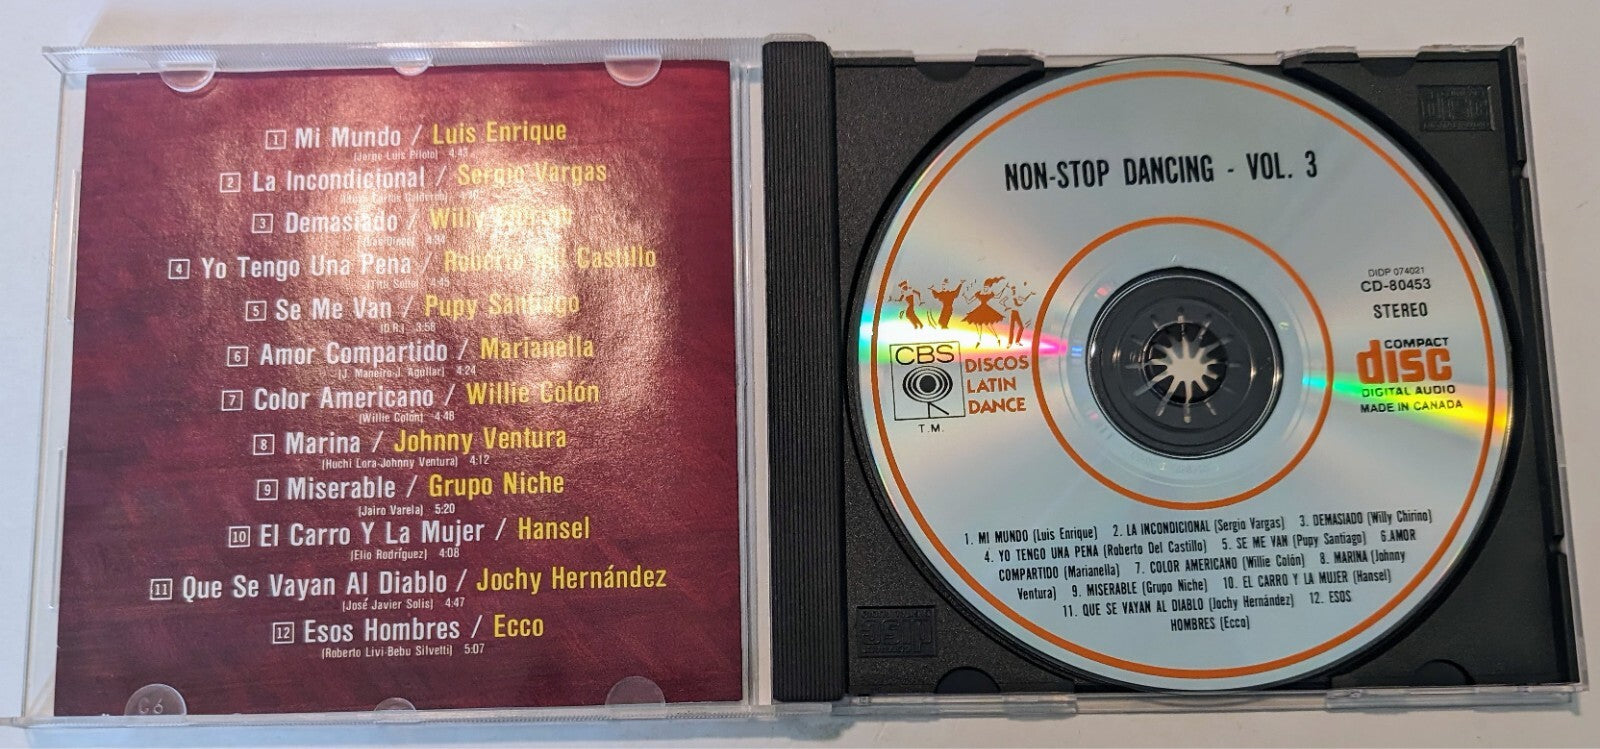 1 Mi Mundo / Luis Enrique
(Jorge Luis Piloto) 4:43
2 La Incondicional / Sergio Vargas
3 Demasiado / Willy Chirino
4:34
4 Yo Tengo Una Pena / Roberto Del Castillo
4:45
5 Se Me Van / Pupy Santiago
(D.R.) 3:58
6 Amor Compartido / Marianella
(J. Maneiro-J. Aguilar) 4:24
7 Color Americano / Willie Colón
(Willie Colón) 4:48
8 Marina / Johnny Ventura
(Huchi Lora-Johnny Ventura) 4:12
9 Miserable / Grupo Niche
(Jairo Varela) 5:20
10 El Carro Y La Mujer / Hansel
(Elio Rodríguez) 4:08
11 Que Se Vayan Al Diablo / Jochy Hernández
(José Javier Solis) 4:47
12 Esos Hombres / Ecco
(Roberto Livi-Bebu Silvetti) 5:07
C6
NON-STOP DANCING - VOL. 3
DIDP 074021
CD-80453
STEREO
COMPACT
disc
DIGITAL AUDIO
MADE IN CANADA
CBS
T.M.
DISCOS
LATIN
DANCE
1. MI MUNDO (Luis Enrique) 2. LA INCONDICIONAL (Sergio Vargas) 3. DEMASIADO (Willy Chirino)
4. YO TENGO UNA PENA (Roberto Del Castillo) 5. SE ME VAN (Pupy Santiago) 6.AMOR
COMPARTIDO (Marianella) 7. COLOR AMERICANO (Willie Colón) 8. MARINA (Johnny
Ventura) 9. MISERABLE (Grupo Niche) 10. EL CARRO Y LA MUJER (Hansel)
11. QUE SE VAYAN AL DIABLO (Jochy Hernández) 12. ESOS
HOMBRES (Ecco)